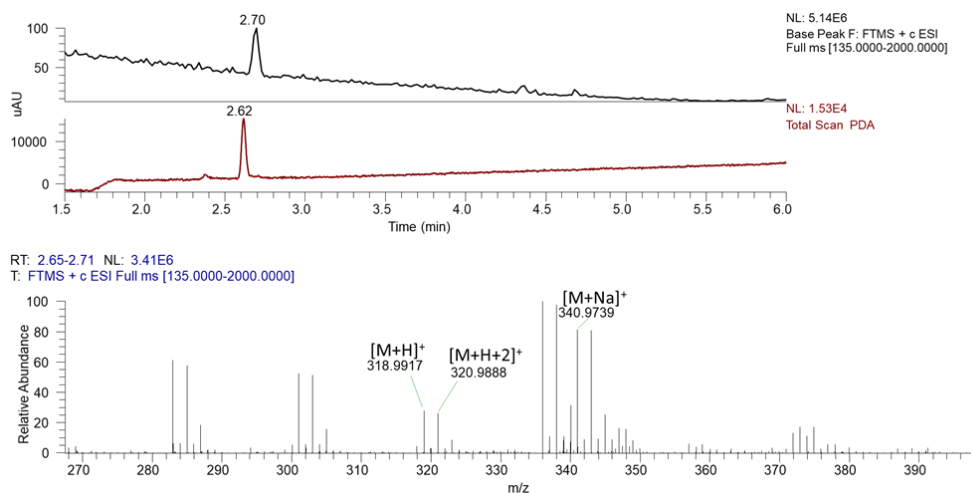 2.70
NL: 5.14E6
Base Peak F: FTMS + c ESI
Full ms [135.0000-2000.0000]
100
50
uAU
2.62
NL: 1.53E4
Total Scan PDA
10000
0
1.5 2.0 2.5 3.0 3.5 4.0 4.5 5.0 5.5 6.0
Time (min)
RT: 2.65-2.71 NL: 3.41E6
T: FTMS + c ESI Full ms [135.0000-2000.0000]
100
80
60
40
20
0
Relative Abundance
[M+Na]+
340.9739
[M+H]+
318.9917
[M+H+2]+
320.9888
270 280 290 300 310 320 330 340 350 360 370 380 390
m/z